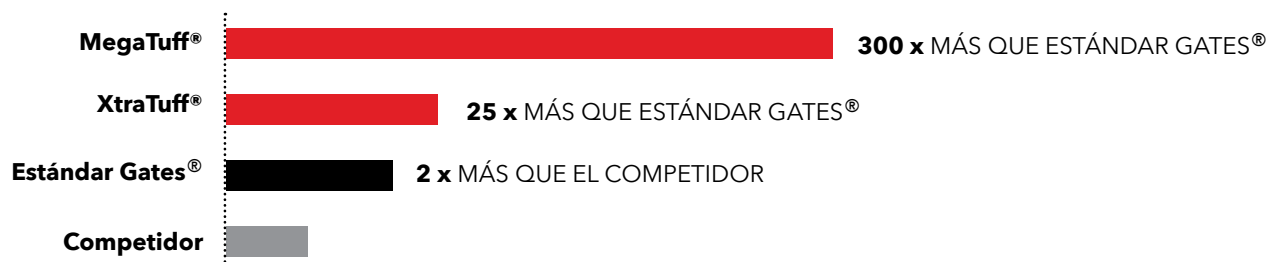 MegaTuff® 300 x MÁS QUE ESTÁNDAR GATES®
XtraTuff® 25 x MÁS QUE ESTÁNDAR GATES®
Estándar Gates® 2 x MÁS QUE EL COMPETIDOR
Competidor